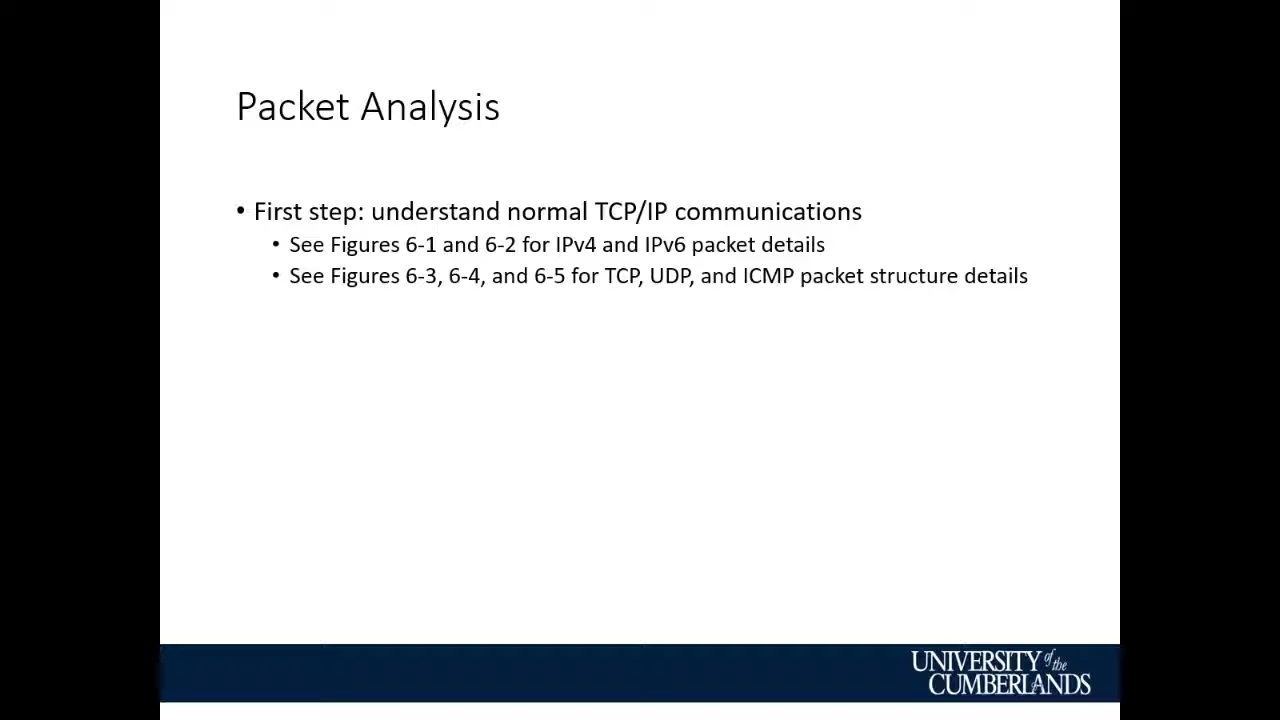 Packet Analysis
• First step: understand normal TCP/IP communications
• See Figures 6-1 and 6-2 for IPv4 and IPv6 packet details
• See Figures 6-3, 6-4, and 6-5 for TCP, UDP, and ICMP packet structure details
UNIVERSITY of the
CUMBERLANDS